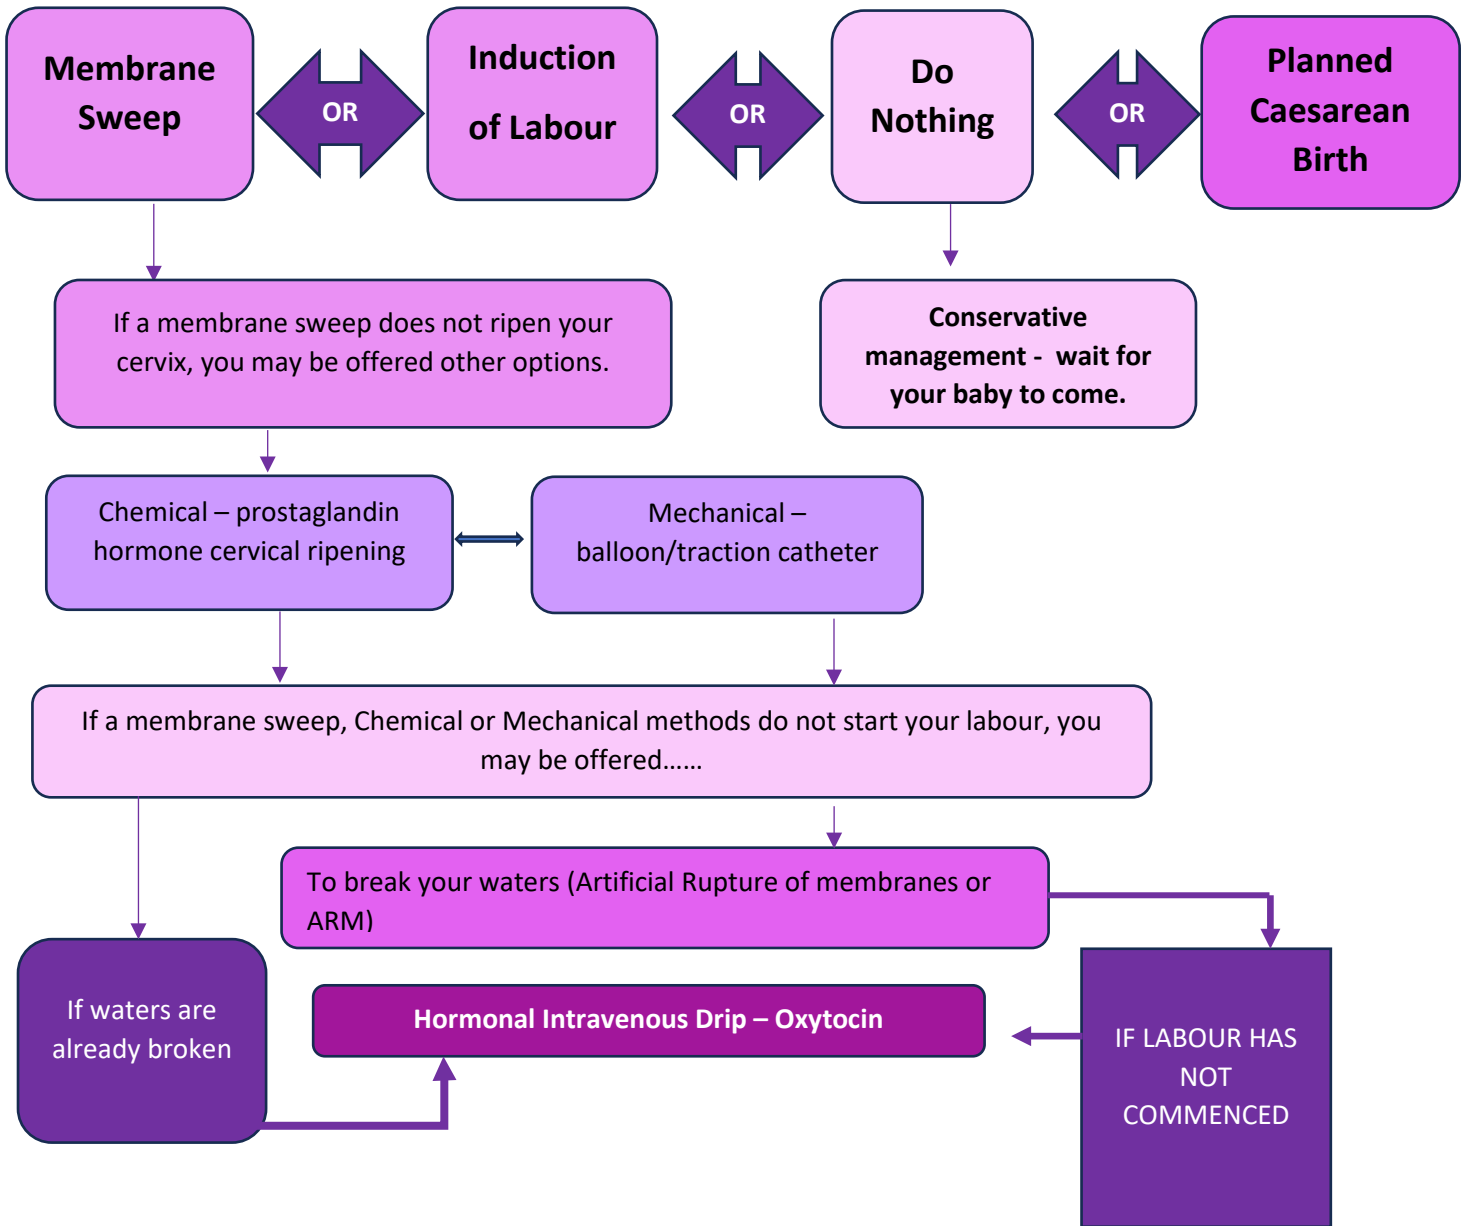 Membrane
Sweep
OR
Induction
of Labour
OR
Do
Nothing
OR
Planned
Caesarean
Birth
If a membrane sweep does not ripen your
cervix, you may be offered other options.
Conservative
management -  wait for
your baby to come.
Chemical – prostaglandin
hormone cervical ripening
Mechanical –
balloon/traction catheter
If a membrane sweep, Chemical or Mechanical methods do not start your labour, you
may be offered……
To break your waters (Artificial Rupture of membranes or
ARM)
If waters are
already broken
Hormonal Intravenous Drip – Oxytocin
IF LABOUR HAS
NOT
COMMENCED